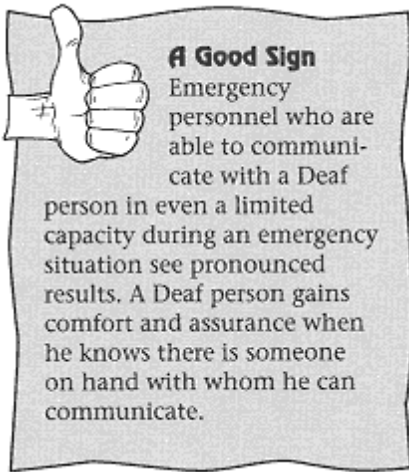 A Good Sign
Emergency
personnel who are
able to communi-
cate with a Deaf
person in even a limited
capacity during an emergency
situation see pronounced
results. A Deaf person gains
comfort and assurance when
he knows there is someone
on hand with whom he can
communicate.